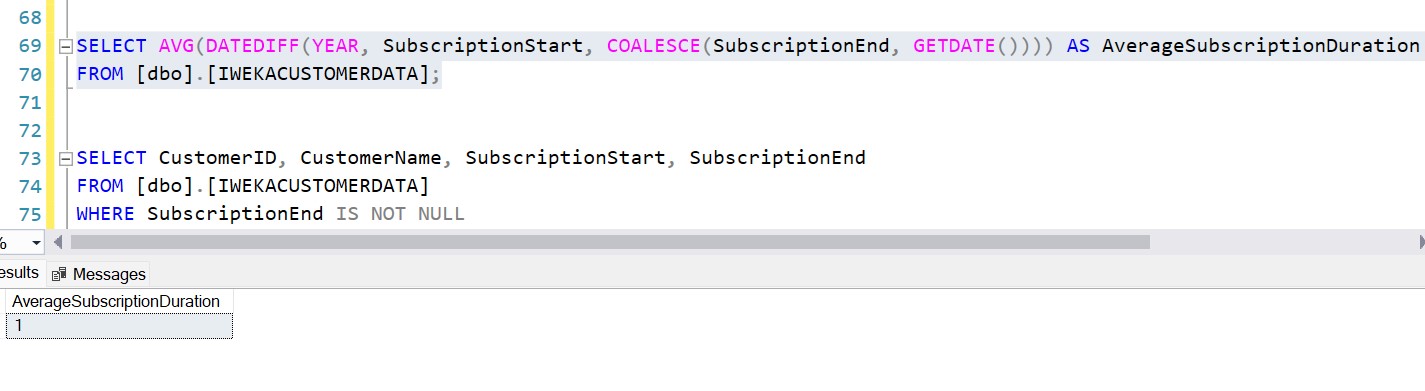 68
69 SELECT AVG(DATEDIFF(YEAR, SubscriptionStart, COALESCE(SubscriptionEnd, GETDATE()))) AS AverageSubscriptionDuration
70 FROM [dbo].[IWEKACUSTOMERDATA];
71
72
73 SELECT CustomerID, CustomerName, SubscriptionStart, SubscriptionEnd
74 FROM [dbo].[IWEKACUSTOMERDATA]
75 WHERE SubscriptionEnd IS NOT NULL
%
esults Messages
AverageSubscriptionDuration
1